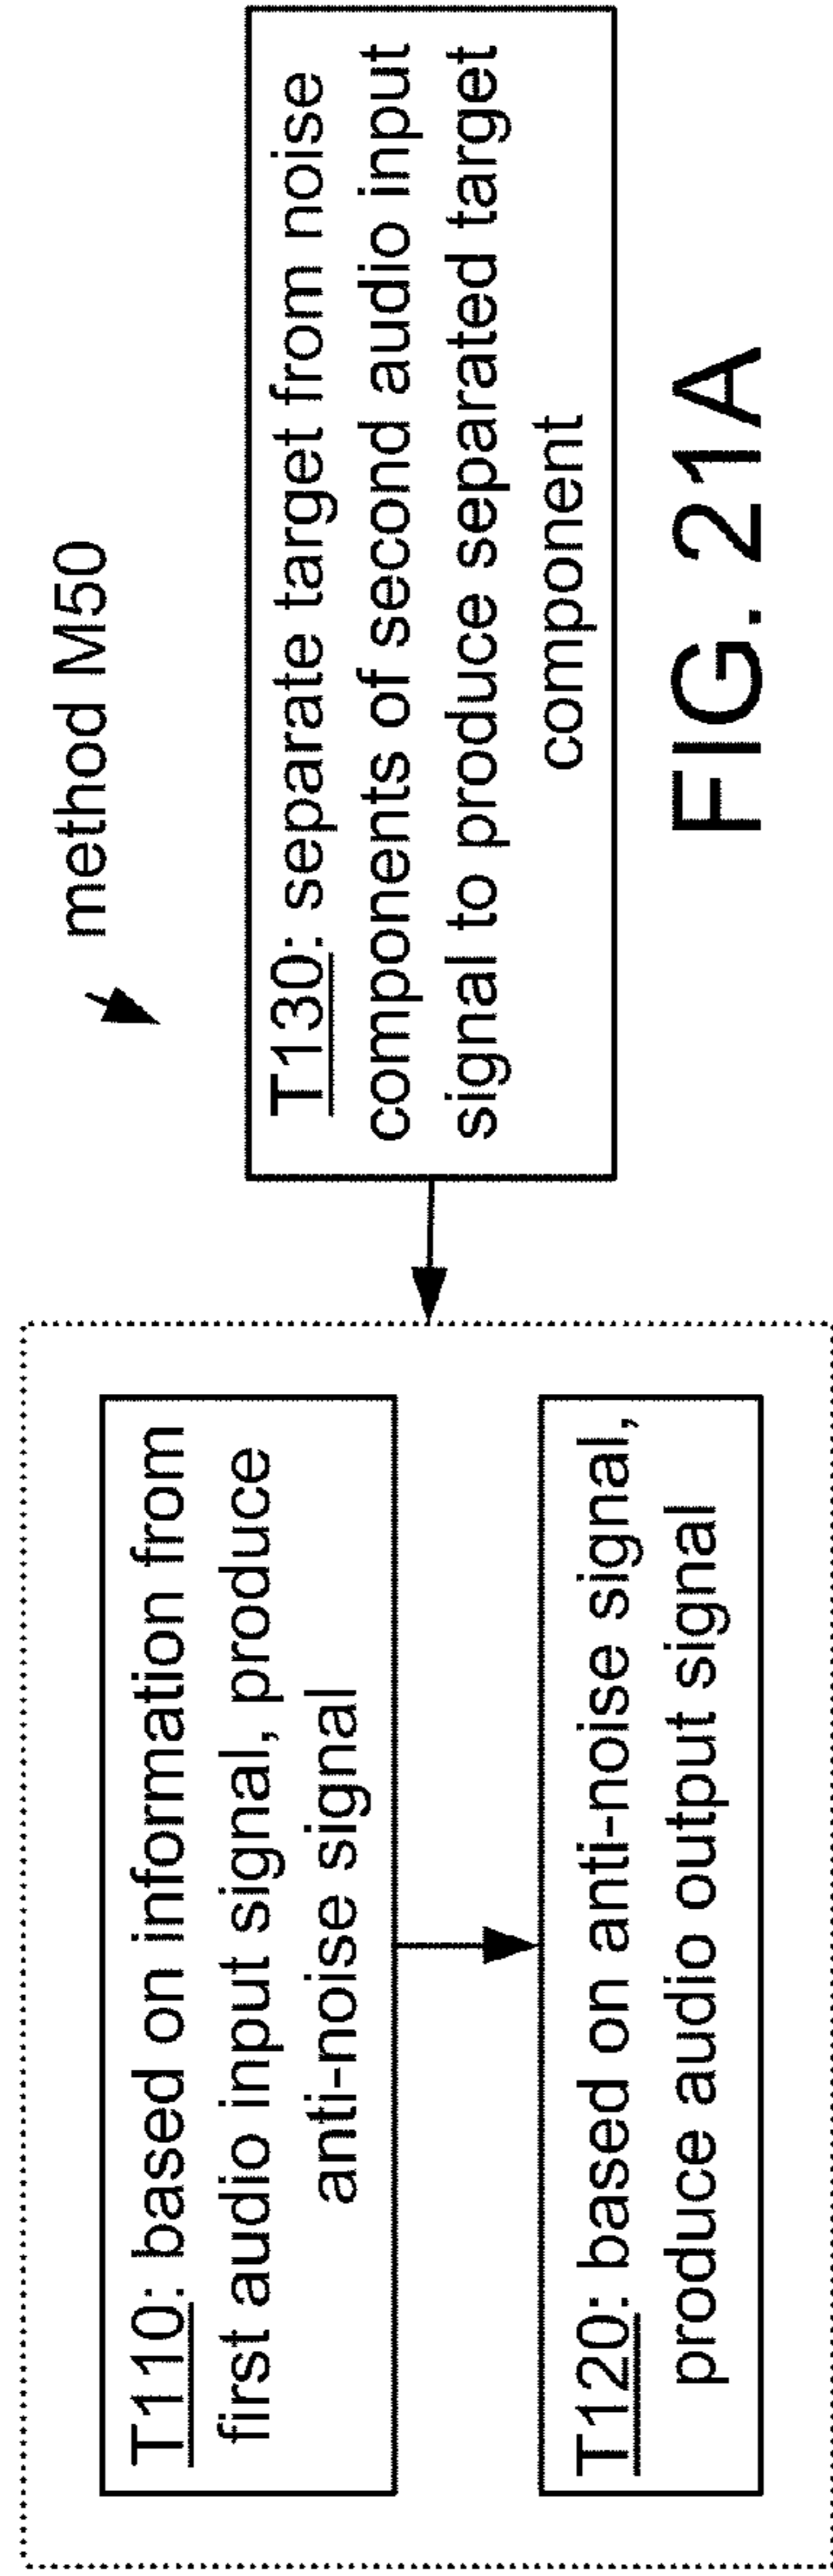 method M50
T110: based on information from
first audio input signal, produce
anti-noise signal
T120: based on anti-noise signal,
produce audio output signal
T130: separate target from noise
components of second audio input
signal to produce separated target
component
FIG. 21A